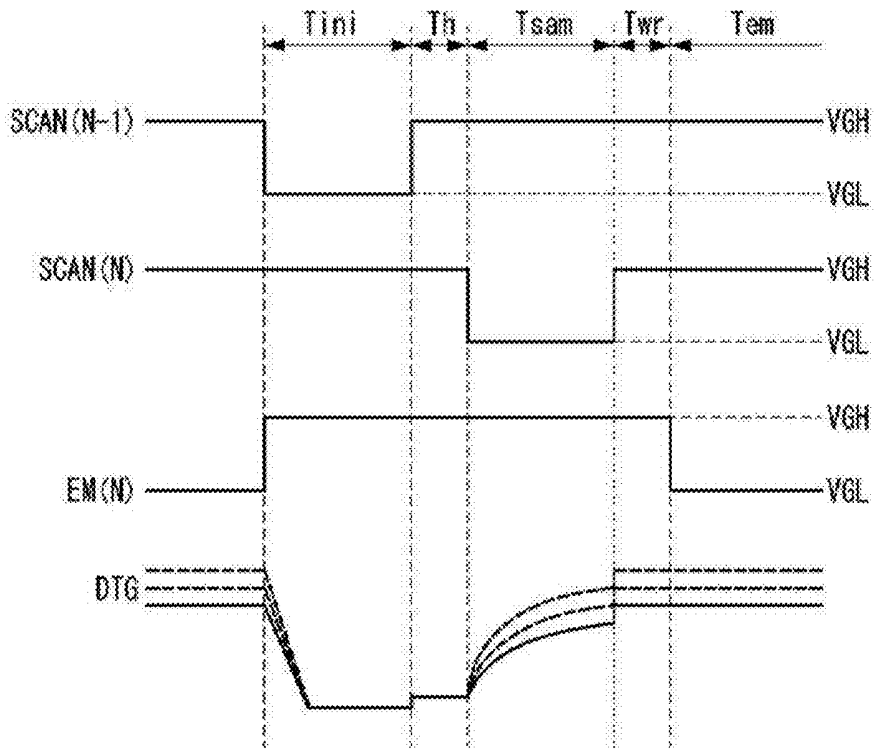 Tini Th Tsam Twr Tem
SCAN(N-1) VGH
VGL
SCAN(N) VGH
VGL
VGH
EM(N) VGL
DTG